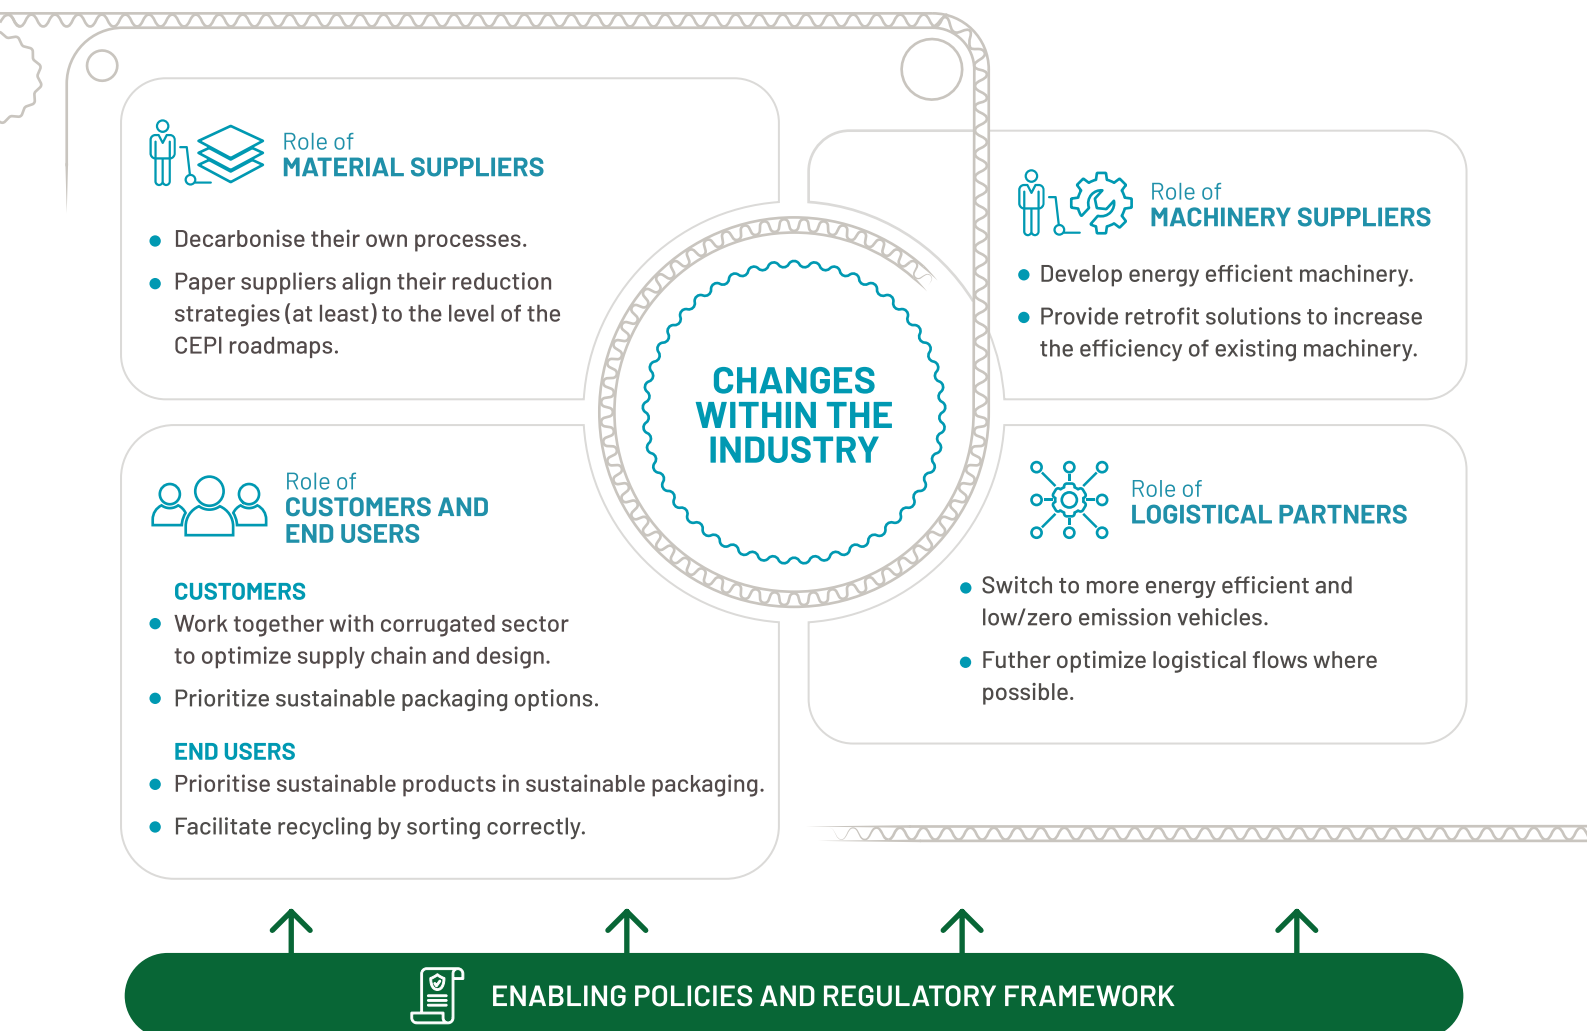 Role of
MATERIAL SUPPLIERS
Decarbonise their own processes.
Paper suppliers align their reduction
strategies (at least) to the level of the
CEPI roadmaps.
Role of
MACHINERY SUPPLIERS
Develop energy efficient machinery.
Provide retrofit solutions to increase
the efficiency of existing machinery.
CHANGES
WITHIN THE
INDUSTRY
Role of
CUSTOMERS AND
END USERS
CUSTOMERS
Work together with corrugated sector
to optimize supply chain and design.
Prioritize sustainable packaging options.
END USERS
Prioritise sustainable products in sustainable packaging.
Facilitate recycling by sorting correctly.
Role of
LOGISTICAL PARTNERS
Switch to more energy efficient and
low/zero emission vehicles.
Futher optimize logistical flows where
possible.
ENABLING POLICIES AND REGULATORY FRAMEWORK